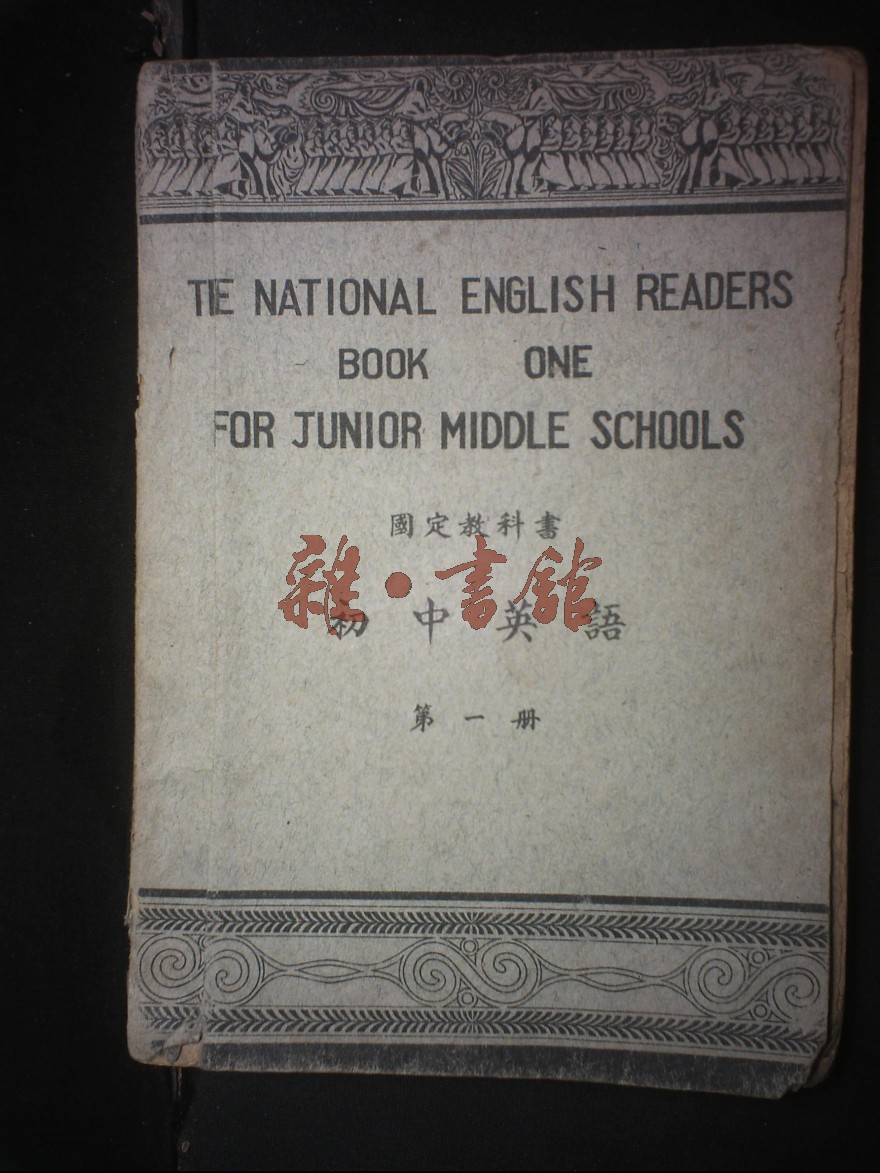 TIE NATIONAL ENGLISH READERS
BOOK ONE
FOR JUNIOR MIDDLE SCHOOLS
國定教科書
雜·書館
初中英語
第一册